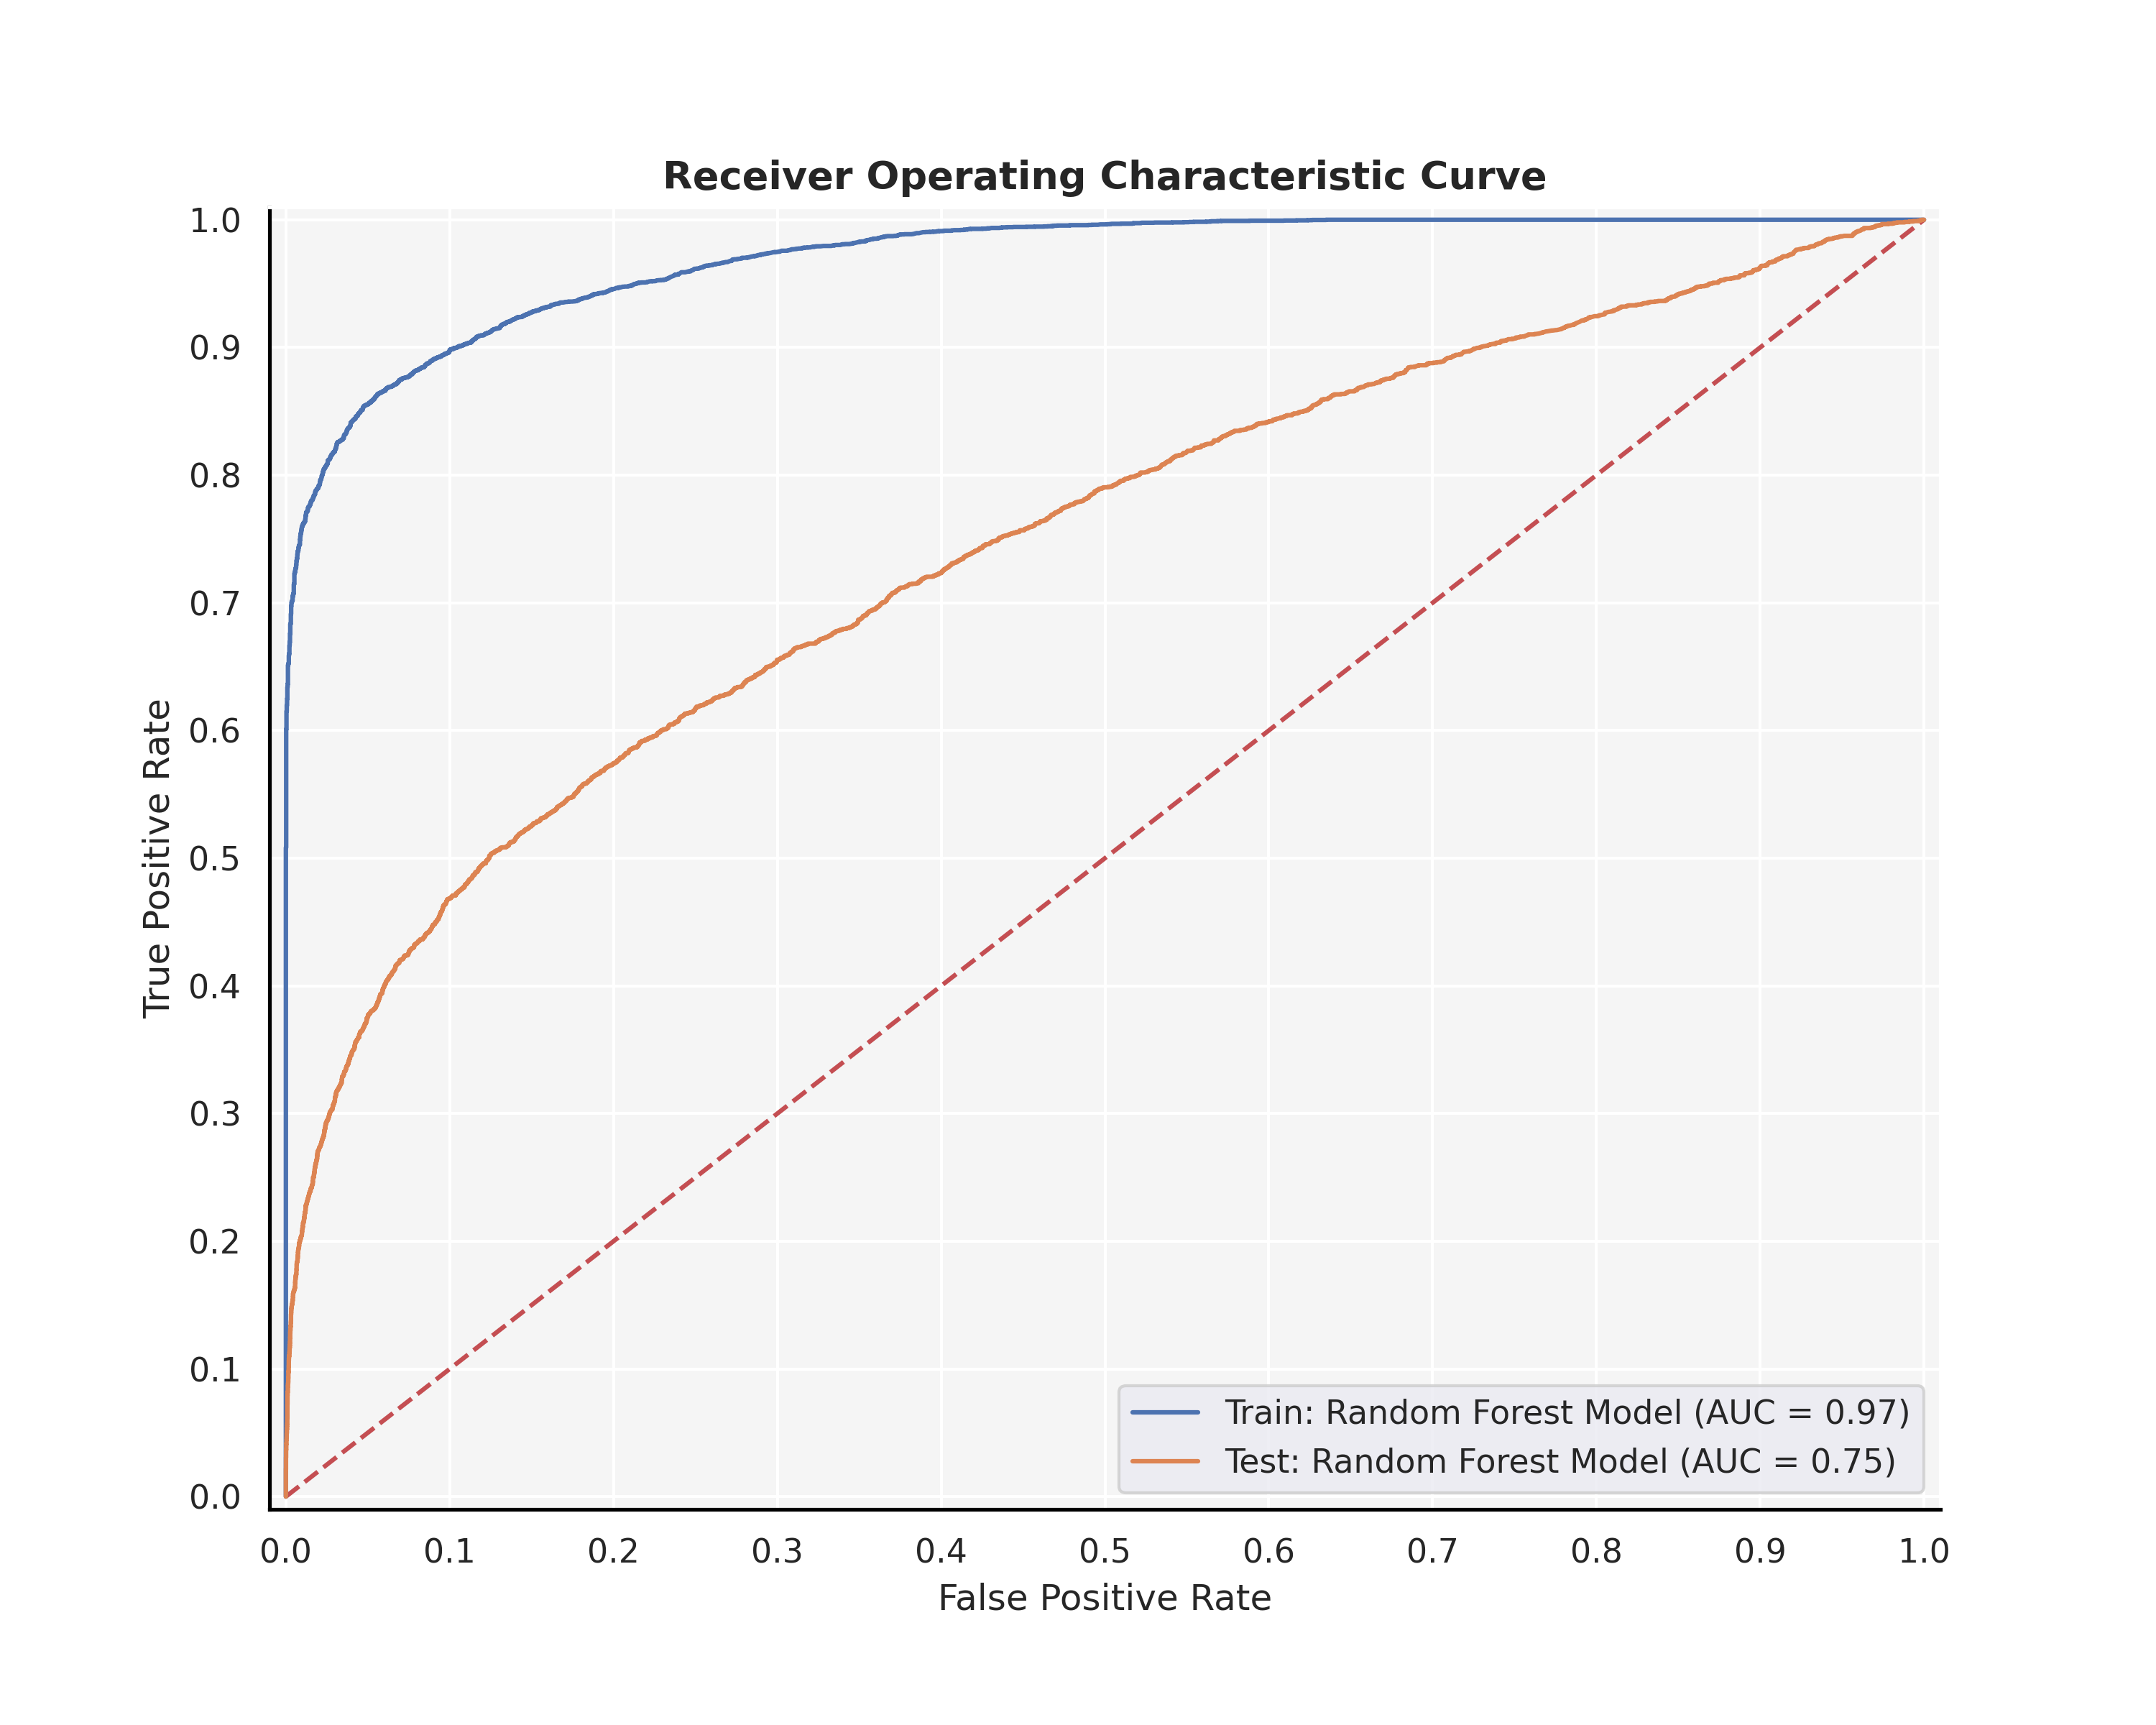 Receiver Operating Characteristic Curve
1.0
0.9
0.8
0.7
0.6
0.5
0.4
0.3
0.2
0.1
0.0
True Positive Rate
Train: Random Forest Model (AUC = 0.97)
Test: Random Forest Model (AUC = 0.75)
0.0 0.1 0.2 0.3 0.4 0.5 0.6 0.7 0.8 0.9 1.0
False Positive Rate